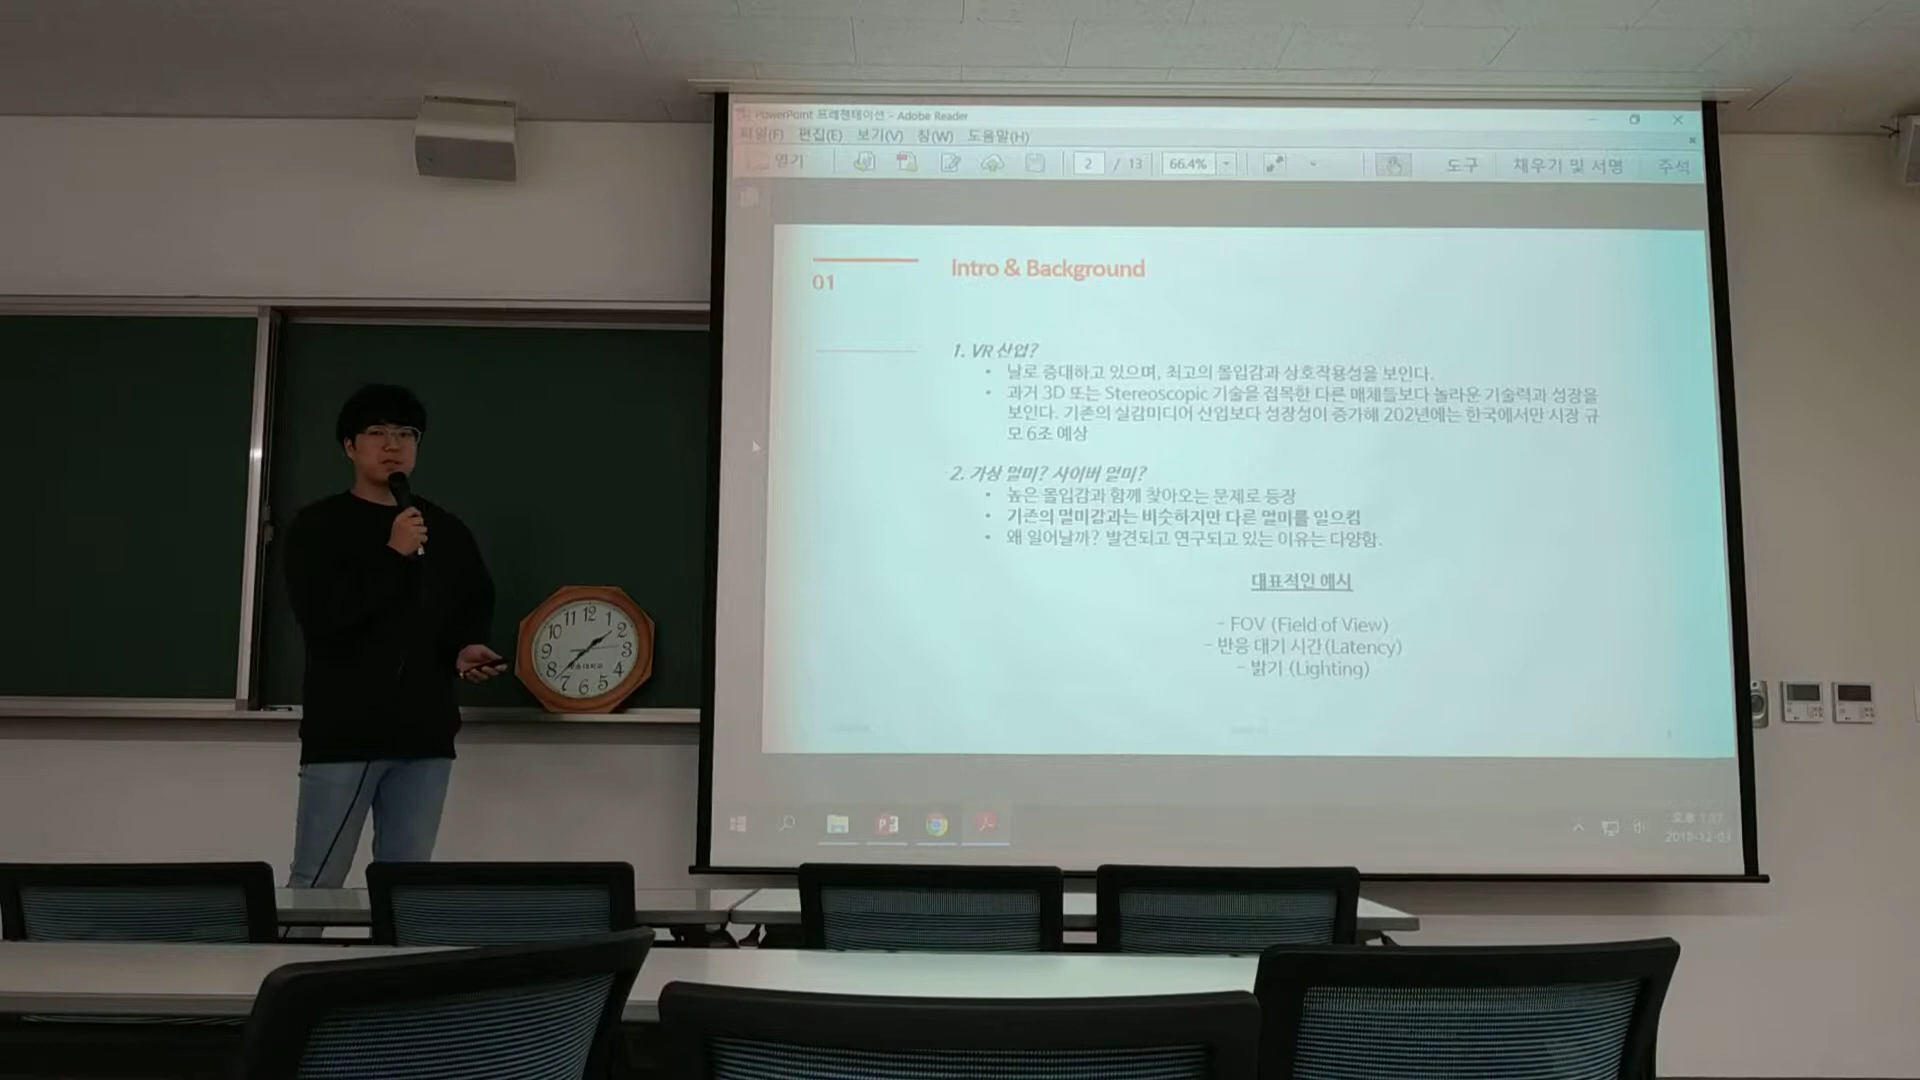 PowerPoint 프레젠테이션 - Adobe Reader
파일(F) 편집(E) 보기(V) 창(W) 도움말(H)
열기 2 / 13 66.4% 도구 채우기 및 서명 주석
01
Intro & Background
1. VR 산업?
• 날로 증대하고 있으며, 최고의 몰입감과 상호작용성을 보인다.
• 과거 3D 또는 Stereoscopic 기술을 접목한 다른 매체들보다 놀라운 기술력과 성장을
보인다. 기존의 실감미디어 산업보다 성장성이 증가해 202년에는 한국에서만 시장 규
모 6조 예상
2. 가상 멀미? 사이버 멀미?
• 높은 몰입감과 함께 찾아오는 문제로 등장
• 기존의 멀미감과는 비슷하지만 다른 멀미를 일으킴
• 왜 일어날까? 발견되고 연구되고 있는 이유는 다양함.
대표적인 예시
- FOV (Field of View)
- 반응 대기 시간(Latency)
- 밝기 (Lighting)
12
11 1
10 2
9 3
8 4
7 6 5
오후
2018-12-03